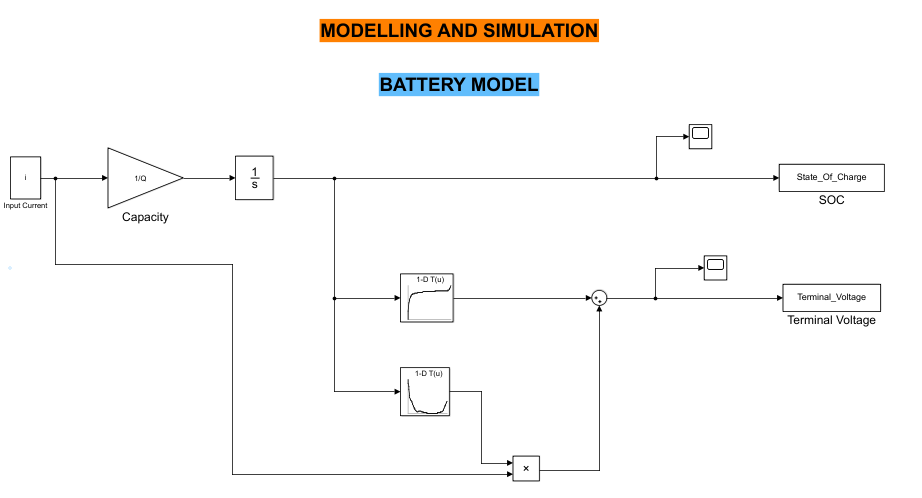 MODELLING AND SIMULATION
BATTERY MODEL
i
Input Current
1/Q
Capacity
1
s
State_Of_Charge
SOC
1-D T(u)
Terminal_Voltage
Terminal Voltage
1-D T(u)
×